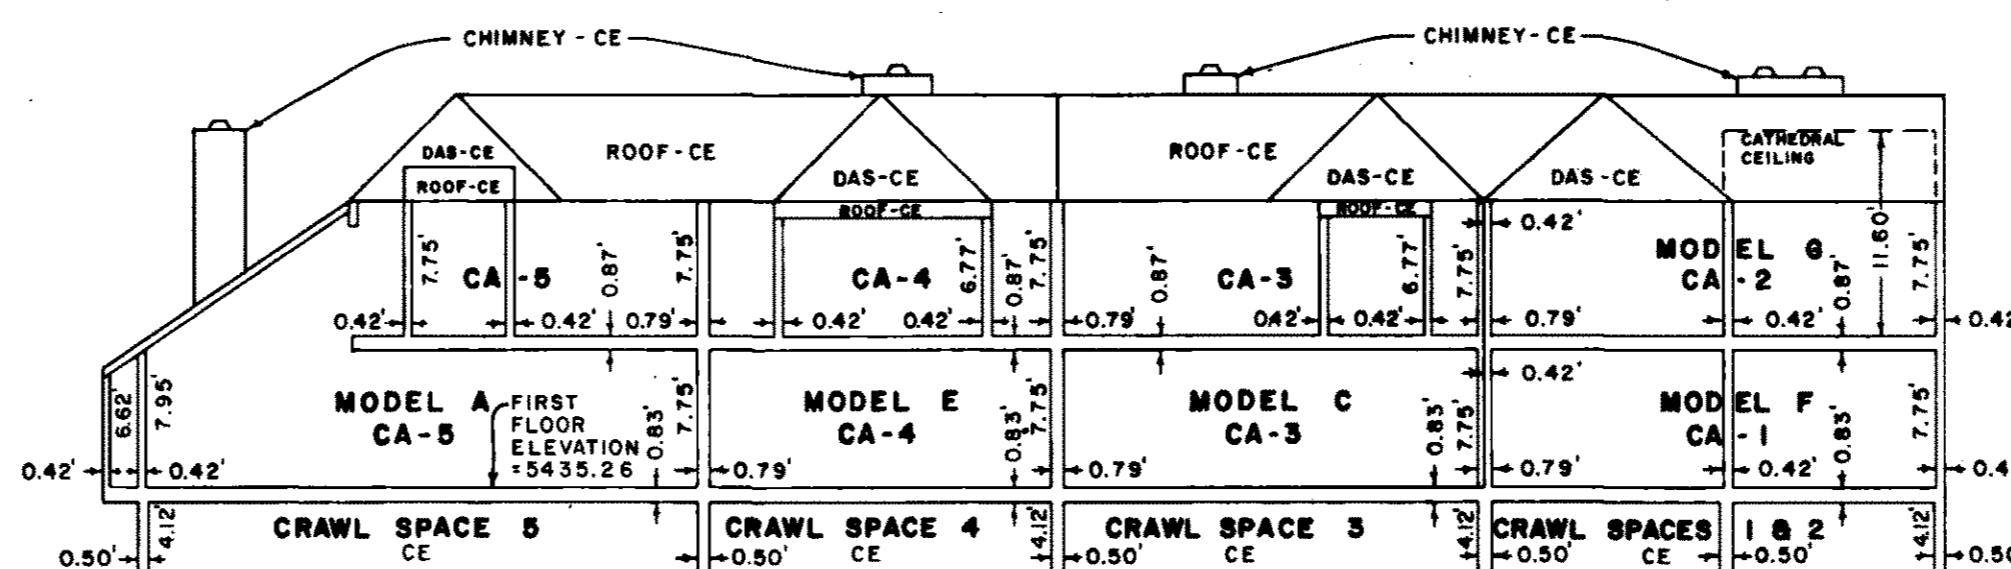 CHIMNEY - CE
CHIMNEY - CE
DAS-CE
ROOF-CE
ROOF-CE
DAS-CE
ROOF-CE
ROOF-CE
DAS-CE
ROOF-CE
DAS-CE
CATHEDRAL
CEILING
7.75'
CA-5
0.87'
7.75'
CA-4
6.77'
0.87'
7.75'
0.87'
CA-3
6.77'
7.75'
0.42'
MODEL G
CA-2
0.87'
11.60'
7.75'
0.42'
0.42'
0.79'
0.42'
0.42'
0.79'
0.42'
0.42'
0.79'
0.42'
0.42
6.62'
7.95'
MODEL A
CA-5
FIRST
FLOOR
ELEVATION
=5435.26
0.83'
7.75'
MODEL E
CA-4
0.83'
7.75'
MODEL C
CA-3
0.83'
7.75'
0.42'
MODEL F
CA-1
0.83'
7.75'
0.42'
0.42'
0.79'
0.79'
0.79'
0.42'
0.4
4.12'
CRAWL SPACE 5
CE
CRAWL SPACE 4
CE
4.12'
CRAWL SPACE 3
CE
4.12'
CRAWL SPACES 1 & 2
CE
4.12'
0.50'
0.50'
0.50'
0.50'
0.50'
0.50